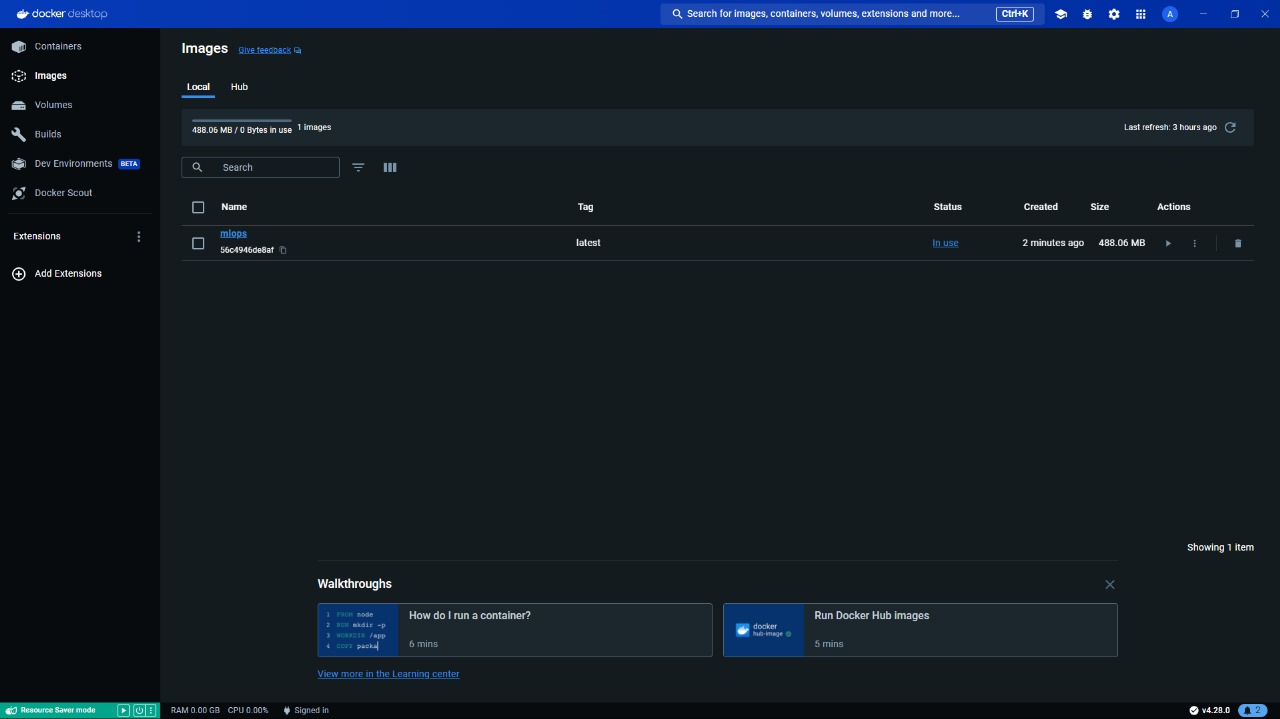 docker desktop
Search for images, containers, volumes, extensions and more... Ctrl+K
A
Containers
Images
Volumes
Builds
Dev Environments BETA
Docker Scout
Extensions
Add Extensions
Images Give feedback
Local Hub
488.06 MB / 0 Bytes in use 1 images
Last refresh: 3 hours ago
Search
Name Tag Status Created Size Actions
mlops
56c4946de8af
latest In use 2 minutes ago 488.06 MB
Showing 1 item
Walkthroughs
1 FROM node
2 RUN mkdir -p
3 WORKDIR /app
4 COPY packa
How do I run a container?
6 mins
docker
hub-image
Run Docker Hub images
5 mins
View more in the Learning center
Resource Saver mode
RAM 0.00 GB CPU 0.00% Signed in
v4.28.0 2